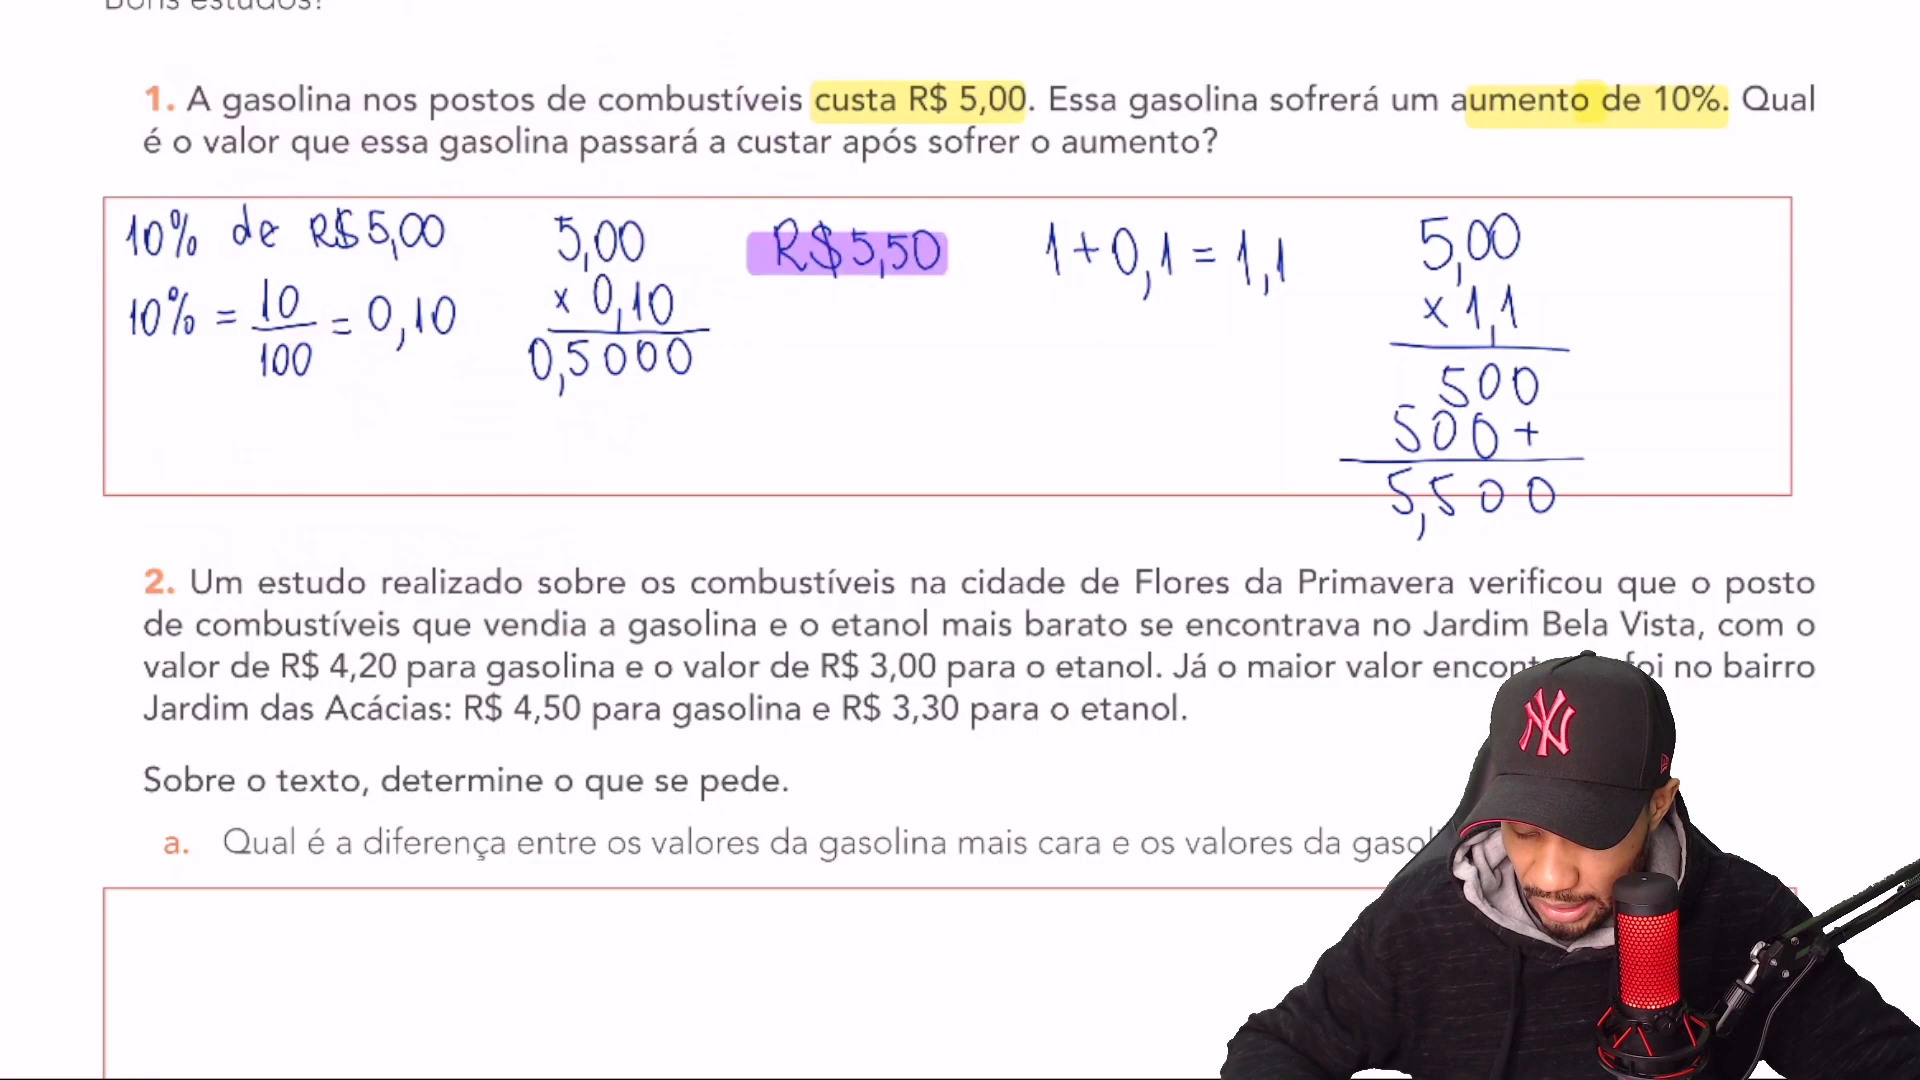 Bons estudos!
1. A gasolina nos postos de combustíveis custa R$ 5,00. Essa gasolina sofrerá um aumento de 10%. Qual
é o valor que essa gasolina passará a custar após sofrer o aumento?
10% de R$5,00
10% = 10/100 = 0,10
5,00
x 0,10
0,5000
R$5,50
1+0,1=1,1
5,00
x 1,1
500
500+
5,500
2. Um estudo realizado sobre os combustíveis na cidade de Flores da Primavera verificou que o posto
de combustíveis que vendia a gasolina e o etanol mais barato se encontrava no Jardim Bela Vista, com o
valor de R$ 4,20 para gasolina e o valor de R$ 3,00 para o etanol. Já o maior valor foi no bairro
Jardim das Acácias: R$ 4,50 para gasolina e R$ 3,30 para o etanol.
Sobre o texto, determine o que se pede.
a. Qual é a diferença entre os valores da gasolina mais cara e os valores da
NY